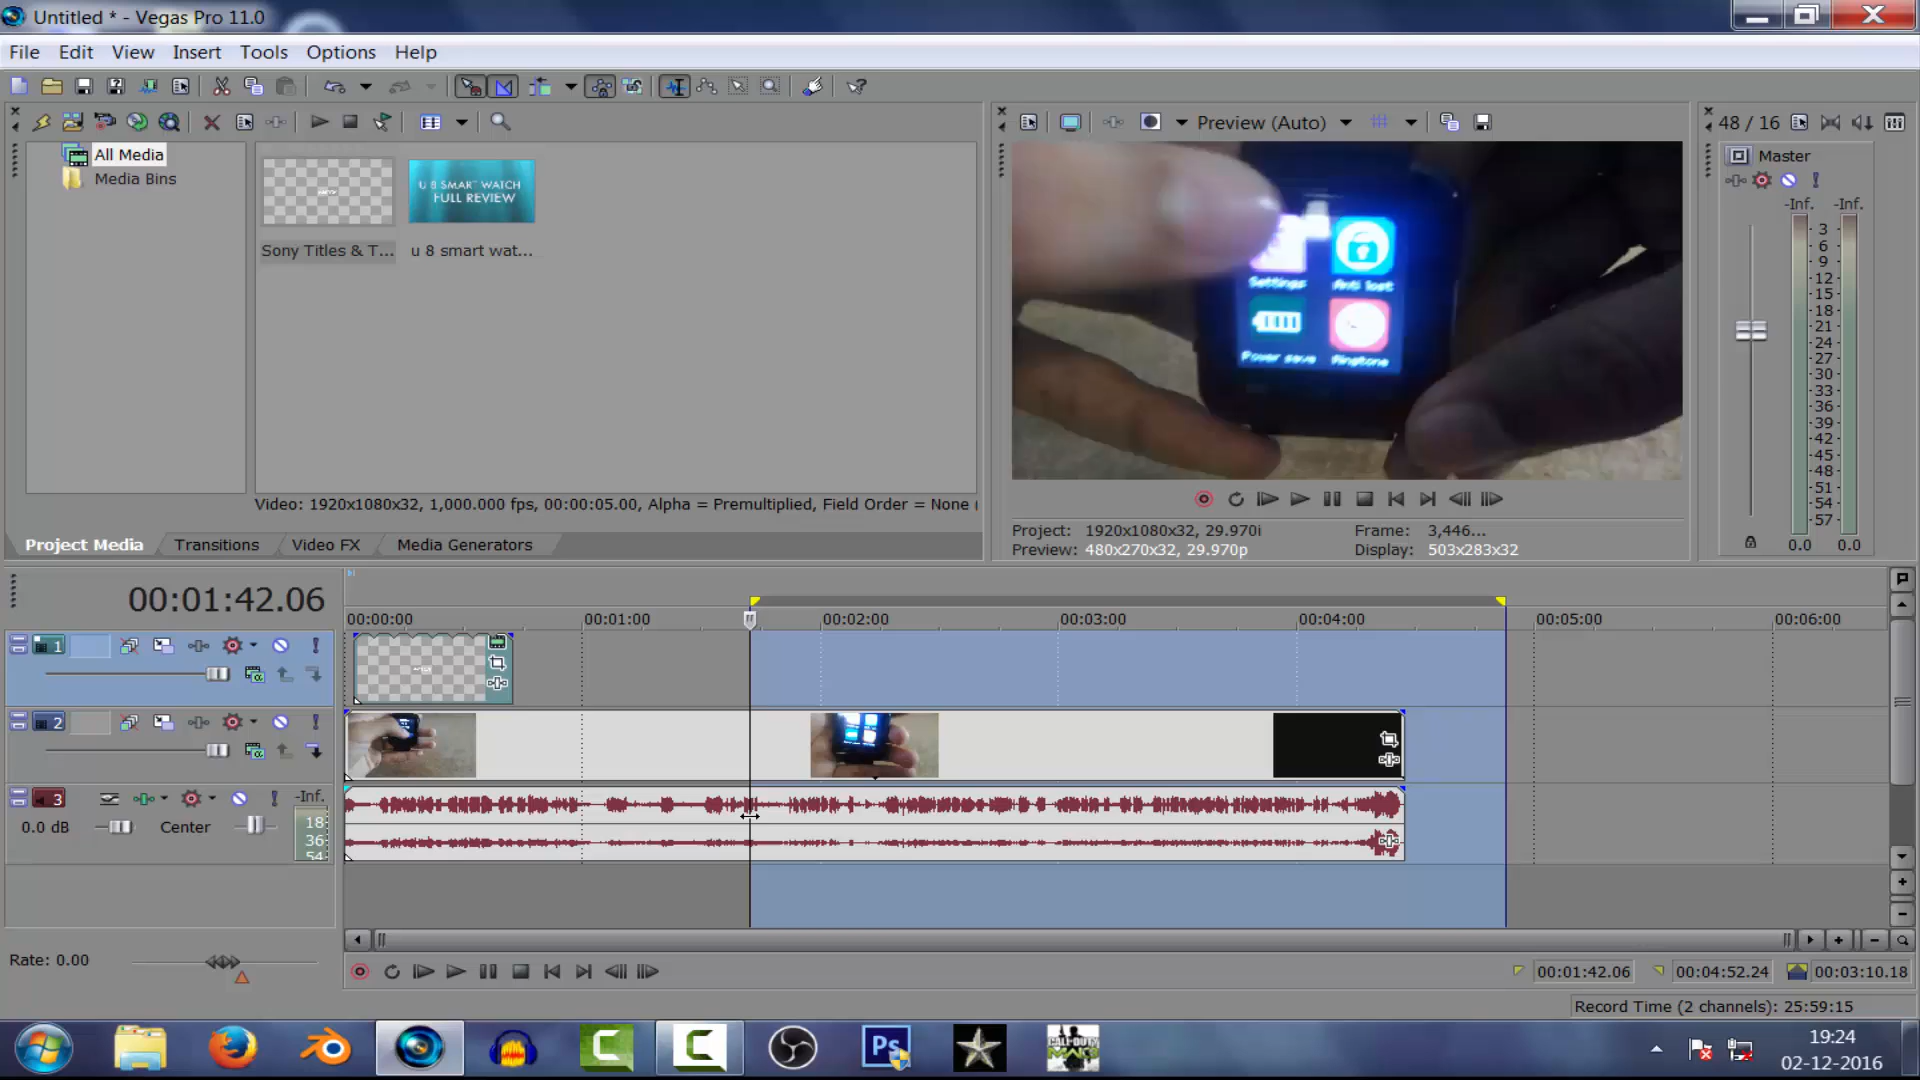 Untitled * - Vegas Pro 11.0
File Edit View Insert Tools Options Help
All Media
Media Bins
U 8 SMART WATCH
FULL REVIEW
Sony Titles & T...
u 8 smart wat...
Video: 1920x1080x32, 1,000.000 fps, 00:00:05.00, Alpha = Premultiplied, Field Order = None (
Project Media Transitions Video FX Media Generators
Preview (Auto)
Settings
Anti lost
Power save
Ringtone
Project: 1920x1080x32, 29.970i
Frame: 3,446...
Preview: 480x270x32, 29.970p
Display: 503x283x32
48 / 16
Master
-Inf. -Inf.
3
6
9
12
15
18
21
24
27
30
33
36
39
42
45
48
51
54
57
0.0 0.0
00:01:42.06
00:00:00 00:01:00 00:02:00 00:03:00 00:04:00 00:05:00 00:06:00
1
2
3
-Inf.
0.0 dB Center
18
36
54
Rate: 0.00
00:01:42.06 00:04:52.24 00:03:10.18
Record Time (2 channels): 25:59:15
Ps
CALL OF DUTY
MW3
19:24
02-12-2016